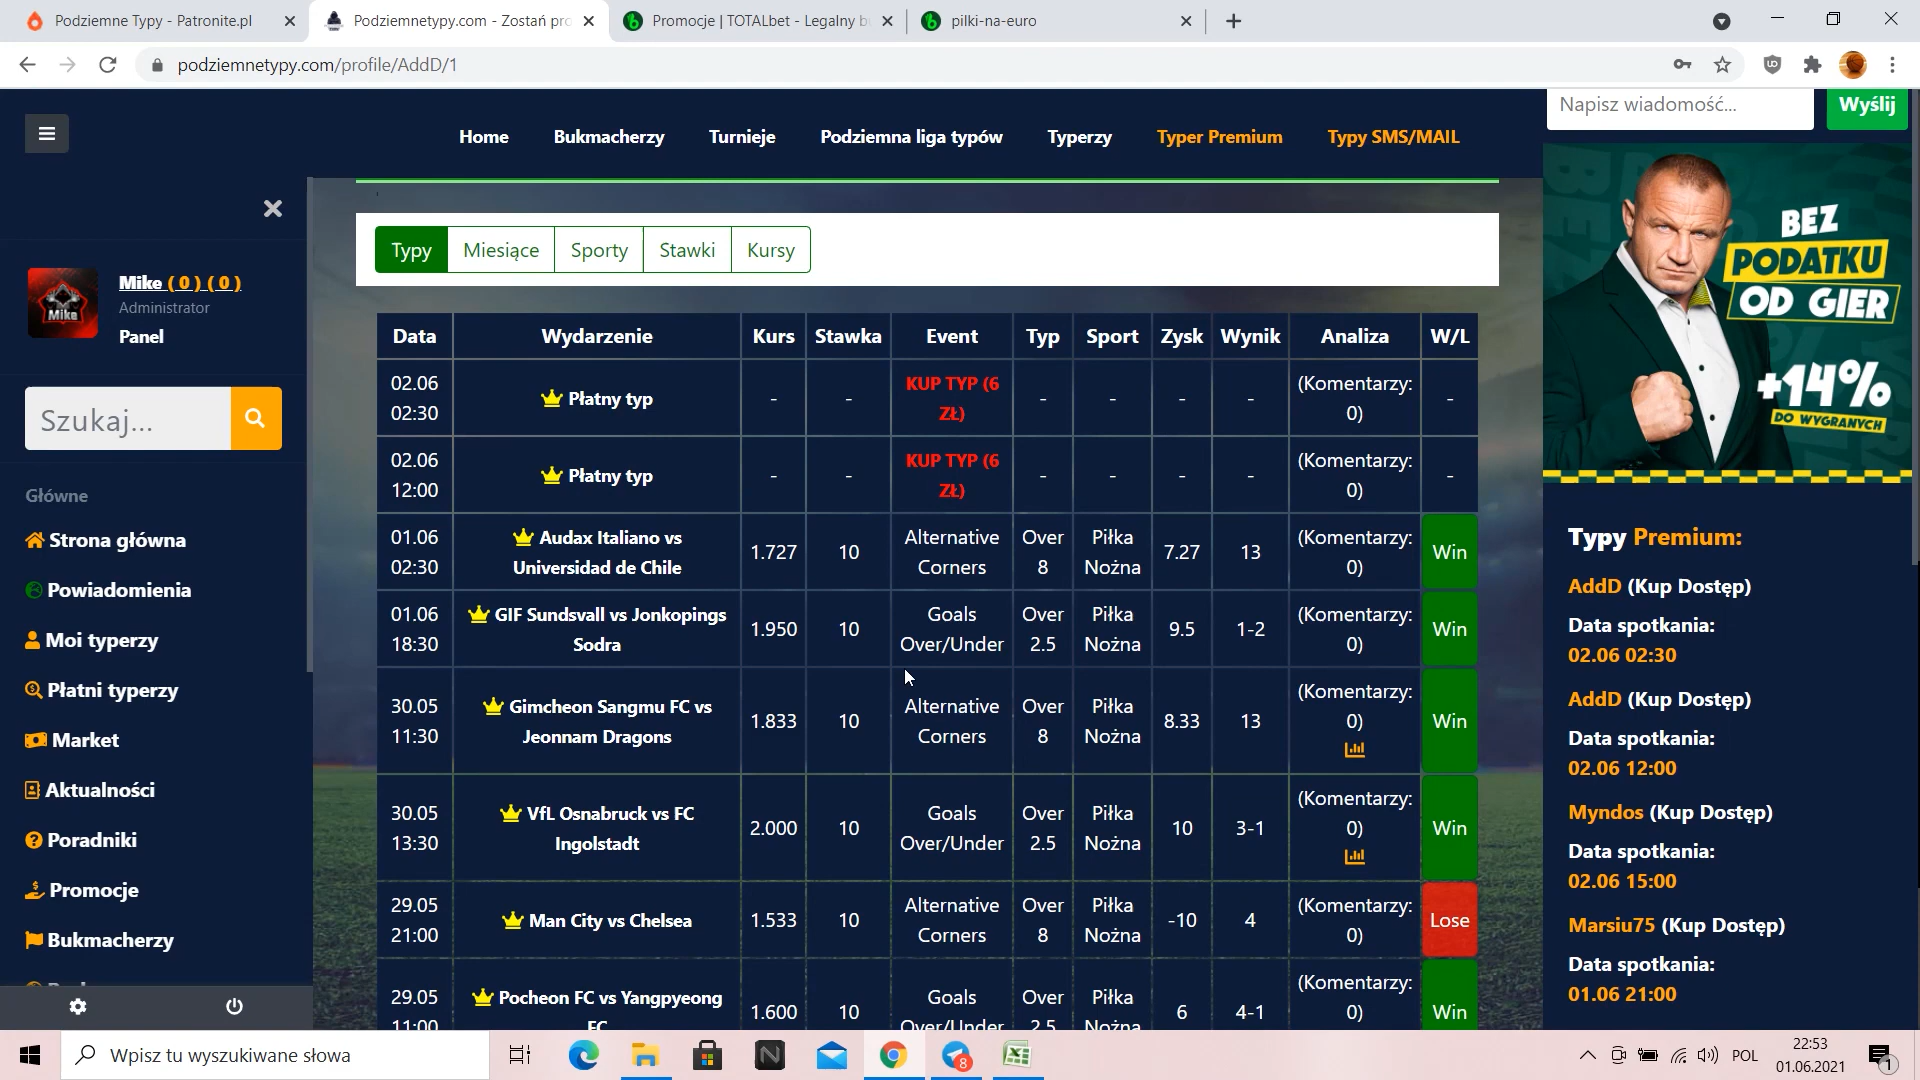 Podziemne Typy - Patronite.pl
Podziemnetypy.com - Zostań pro
Promocje | TOTALbet - Legalny bu
pilki-na-euro
podziemnetypy.com/profile/AddD/1
Home
Bukmacherzy
Turnieje
Podziemna liga typów
Typerzy
Typer Premium
Typy SMS/MAIL
Napisz wiadomość...
Wyślij
Mike ( 0 ) ( 0 )
Administrator
Panel
Mike
Szukaj...
Główne
Strona główna
Powiadomienia
Moi typerzy
Płatni typerzy
Market
Aktualności
Poradniki
Promocje
Bukmacherzy
Typy
Miesiące
Sporty
Stawki
Kursy
Data Wydarzenie Kurs Stawka Event Typ Sport Zysk Wynik Analiza W/L
02.06 02:30 Płatny typ - - KUP TYP (6 ZŁ) - - - - (Komentarzy: 0) -
02.06 12:00 Płatny typ - - KUP TYP (6 ZŁ) - - - - (Komentarzy: 0) -
01.06 02:30 Audax Italiano vs Universidad de Chile 1.727 10 Alternative Corners Over 8 Piłka Nożna 7.27 13 (Komentarzy: 0) Win
01.06 18:30 GIF Sundsvall vs Jonkopings Sodra 1.950 10 Goals Over/Under Over 2.5 Piłka Nożna 9.5 1-2 (Komentarzy: 0) Win
30.05 11:30 Gimcheon Sangmu FC vs Jeonnam Dragons 1.833 10 Alternative Corners Over 8 Piłka Nożna 8.33 13 (Komentarzy: 0) Win
30.05 13:30 VfL Osnabruck vs FC Ingolstadt 2.000 10 Goals Over/Under Over 2.5 Piłka Nożna 10 3-1 (Komentarzy: 0) Win
29.05 21:00 Man City vs Chelsea 1.533 10 Alternative Corners Over 8 Piłka Nożna -10 4 (Komentarzy: 0) Lose
29.05 11:00 Pocheon FC vs Yangpyeong FC 1.600 10 Goals Over/Under Over 2.5 Piłka Nożna 6 4-1 (Komentarzy: 0) Win
BEZ
PODATKU
OD GIER
+14%
DO WYGRANYCH
Typy Premium:
AddD (Kup Dostęp)
Data spotkania:
02.06 02:30
AddD (Kup Dostęp)
Data spotkania:
02.06 12:00
Myndos (Kup Dostęp)
Data spotkania:
02.06 15:00
Marsiu75 (Kup Dostęp)
Data spotkania:
01.06 21:00
Wpisz tu wyszukiwane słowa
8
POL
22:53
01.06.2021
1